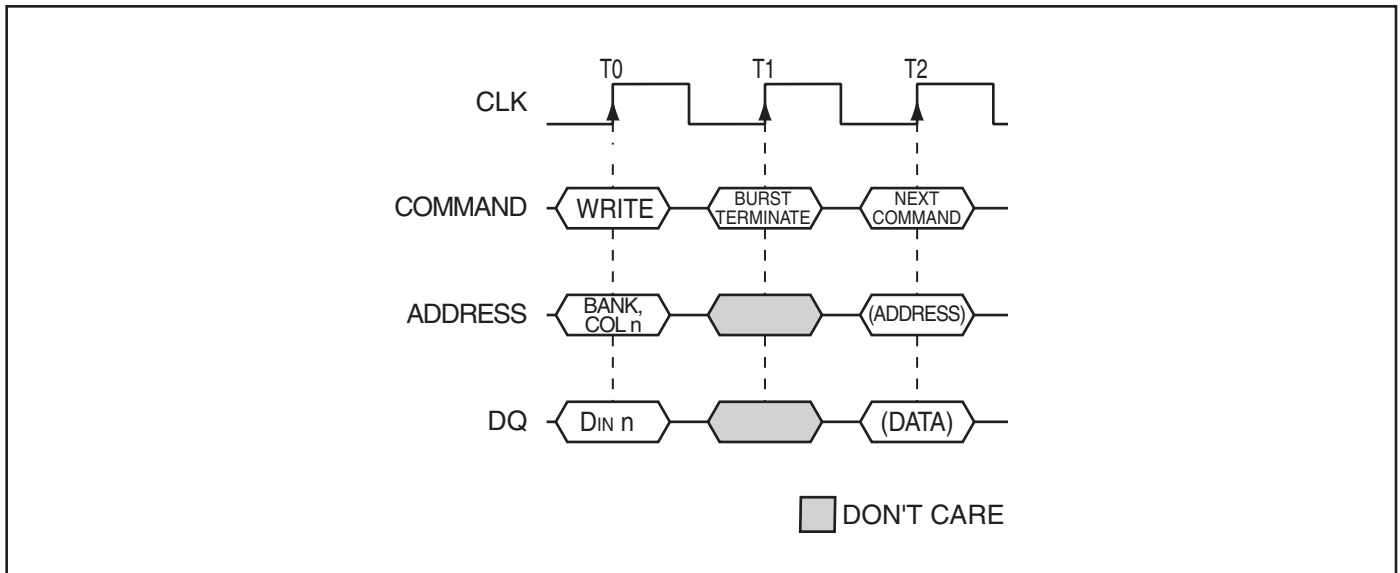 T0 T1 T2
CLK
COMMAND WRITE BURST TERMINATE NEXT COMMAND
ADDRESS BANK, COL n (ADDRESS)
DQ DIN n (DATA)
DON'T CARE